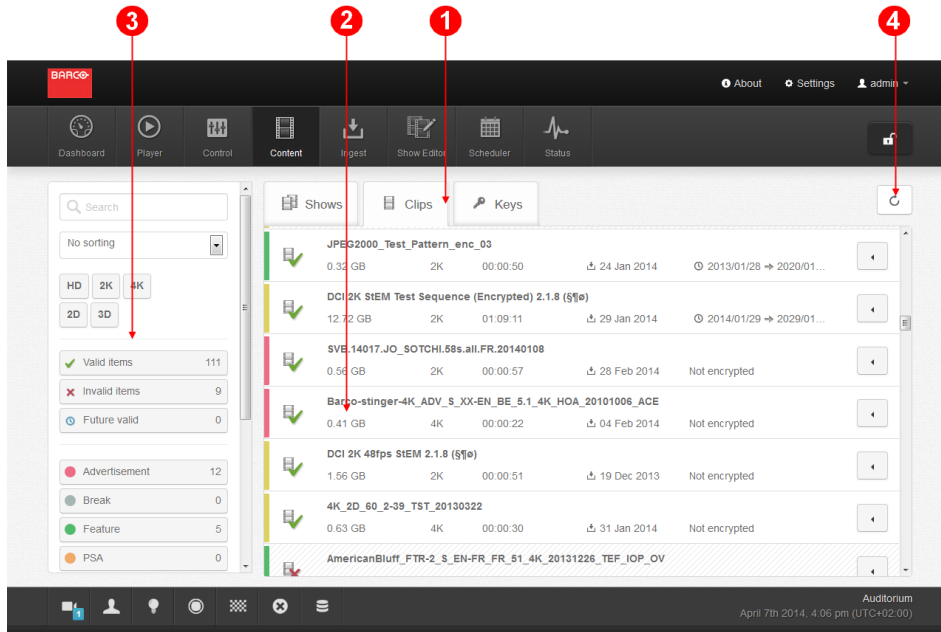 3
2
1
4
BARCO
About
Settings
admin
Dashboard
Player
Control
Content
Ingest
Show Editor
Scheduler
Status
Search
No sorting
HD
2K
4K
2D
3D
Valid items 111
Invalid items 9
Future valid 0
Advertisement 12
Break 0
Feature 5
PSA 0
Shows
Clips
Keys
JPEG2000_Test_Pattern_enc_03
0.32 GB 2K 00:00:50 24 Jan 2014 2013/01/28 ➔ 2020/01...
DCI 2K StEM Test Sequence (Encrypted) 2.1.8 (§¶ø)
12.72 GB 2K 01:09:11 29 Jan 2014 2014/01/29 ➔ 2029/01...
SVB.14017.JO_SOTCHI.58s.all.FR.20140108
0.56 GB 2K 00:00:57 28 Feb 2014 Not encrypted
Barco-stinger-4K_ADV_S_XX-EN_BE_5.1_4K_HOA_20101006_ACE
0.41 GB 4K 00:00:22 04 Feb 2014 Not encrypted
DCI 2K 48fps StEM 2.1.8 (§¶ø)
1.56 GB 2K 00:00:51 19 Dec 2013 Not encrypted
4K_2D_60_2-39_TST_20130322
0.63 GB 4K 00:00:30 31 Jan 2014 Not encrypted
AmericanBluff_FTR-2_S_EN-FR_FR_51_4K_20131226_TEF_IOP_OV
1
Auditorium
April 7th 2014, 4:06 pm (UTC+02:00)